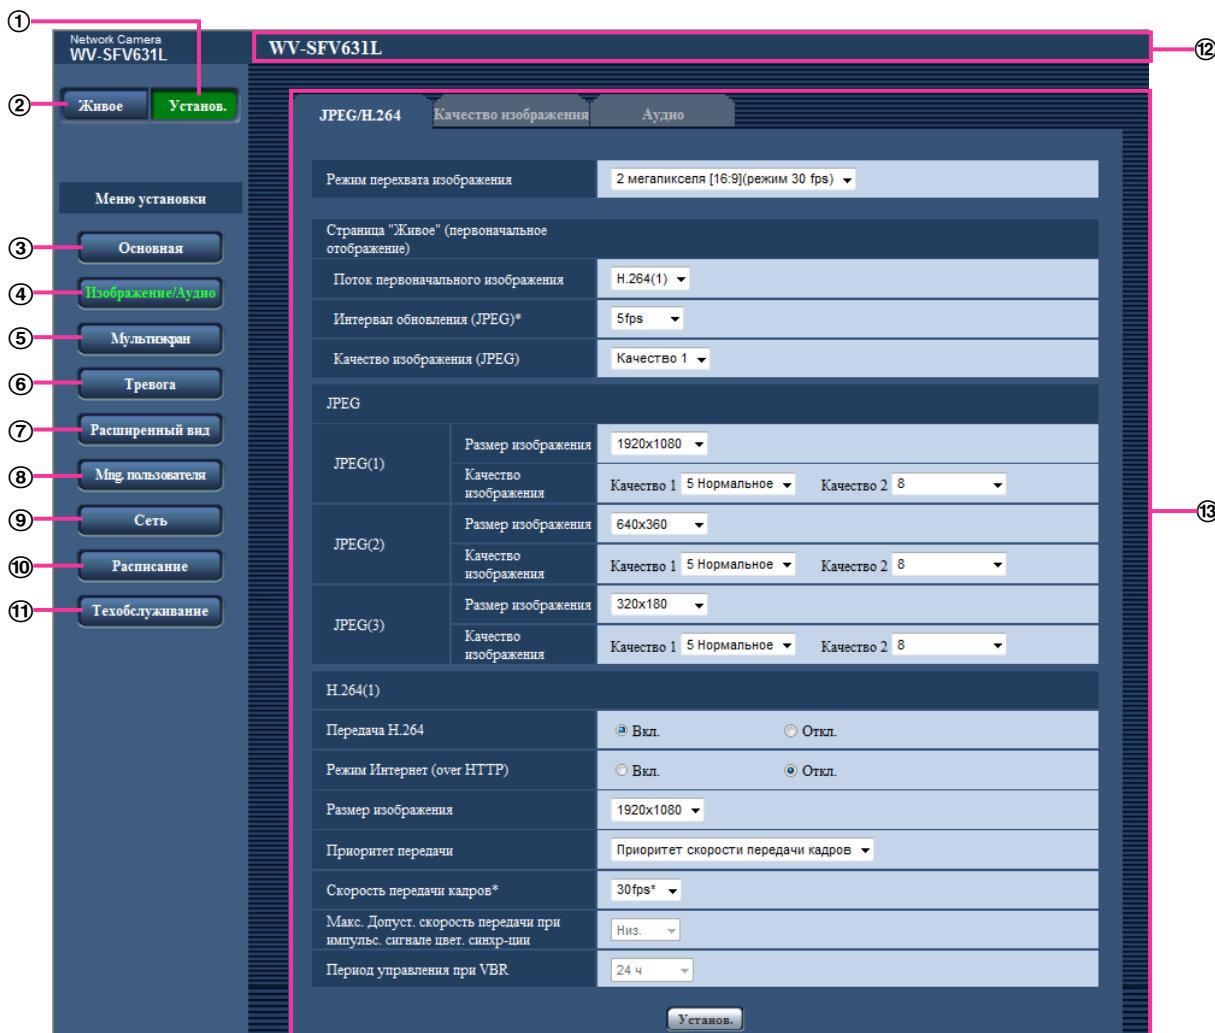 ①
Network Camera
WV-SFV631L
WV-SFV631L
⑫
② Живое Установ.
JPEG/H.264 Качество изображения Аудио
Режим перехвата изображения 2 мегапикселя [16:9](режим 30 fps)
Меню установки
Страница "Живое" (первоначальное
отображение)
③ Основная
Поток первоначального изображения H.264(1)
④ Изображение/Аудио
Интервал обновления (JPEG)* 5fps
⑤ Мультиэкран
Качество изображения (JPEG) Качество 1
⑥ Тревога
JPEG
⑦ Расширенный вид
JPEG(1)
Размер изображения 1920x1080
⑧ Mng. пользователя
Качество
изображения
Качество 1 5 Нормальное Качество 2 8
⑨ Сеть
⑬
JPEG(2)
Размер изображения 640x360
Качество
изображения
Качество 1 5 Нормальное Качество 2 8
⑩ Расписание
⑪ Техобслуживание
JPEG(3)
Размер изображения 320x180
Качество
изображения
Качество 1 5 Нормальное Качество 2 8
H.264(1)
Передача H.264 Вкл. Откл.
Режим Интернет (over HTTP) Вкл. Откл.
Размер изображения 1920x1080
Приоритет передачи Приоритет скорости передачи кадров
Скорость передачи кадров* 30fps*
Макс. Допуст. скорость передачи при
импульс. сигнале цвет. синхр-ции
Низ.
Период управления при VBR 24 ч
Установ.